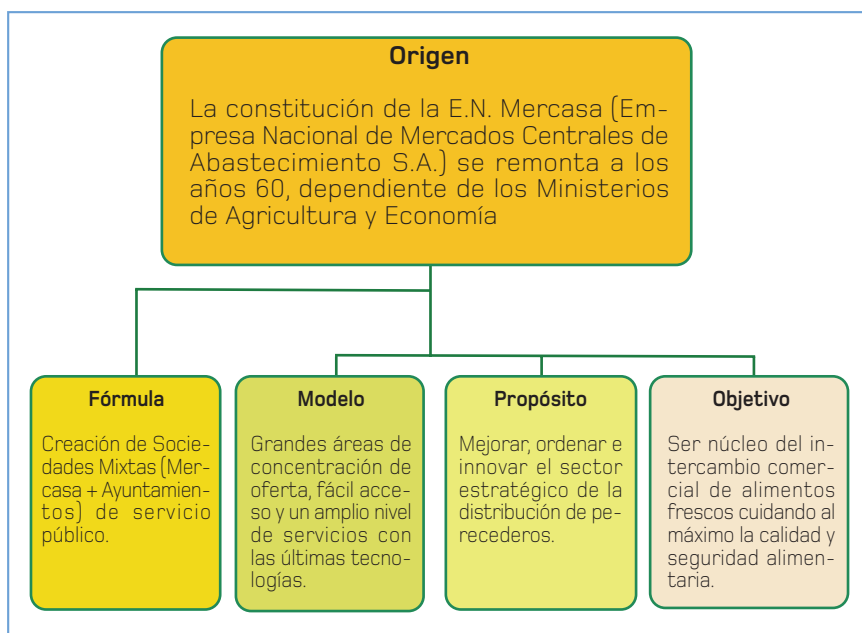 Origen
La constitución de la E.N. Mercasa (Em-
presa Nacional de Mercados Centrales de
Abastecimiento S.A.) se remonta a los
años 60, dependiente de los Ministerios
de Agricultura y Economía
Fórmula
Creación de Socie-
dades Mixtas (Mer-
casa + Ayuntamien-
tos) de servicio
público.
Modelo
Grandes áreas de
concentración de
oferta, fácil acce-
so y un amplio nivel
de servicios con
las últimas tecno-
logías.
Propósito
Mejorar, ordenar e
innovar el sector
estratégico de la
distribución de pe-
recederos.
Objetivo
Ser núcleo del in-
tercambio comer-
cial de alimentos
frescos cuidando al
máximo la calidad y
seguridad alimen-
taria.